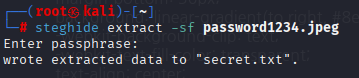 ┌──(root㉿kali)-[~]
└─# steghide extract -sf password1234.jpeg
Enter passphrase:
wrote extracted data to "secret.txt".